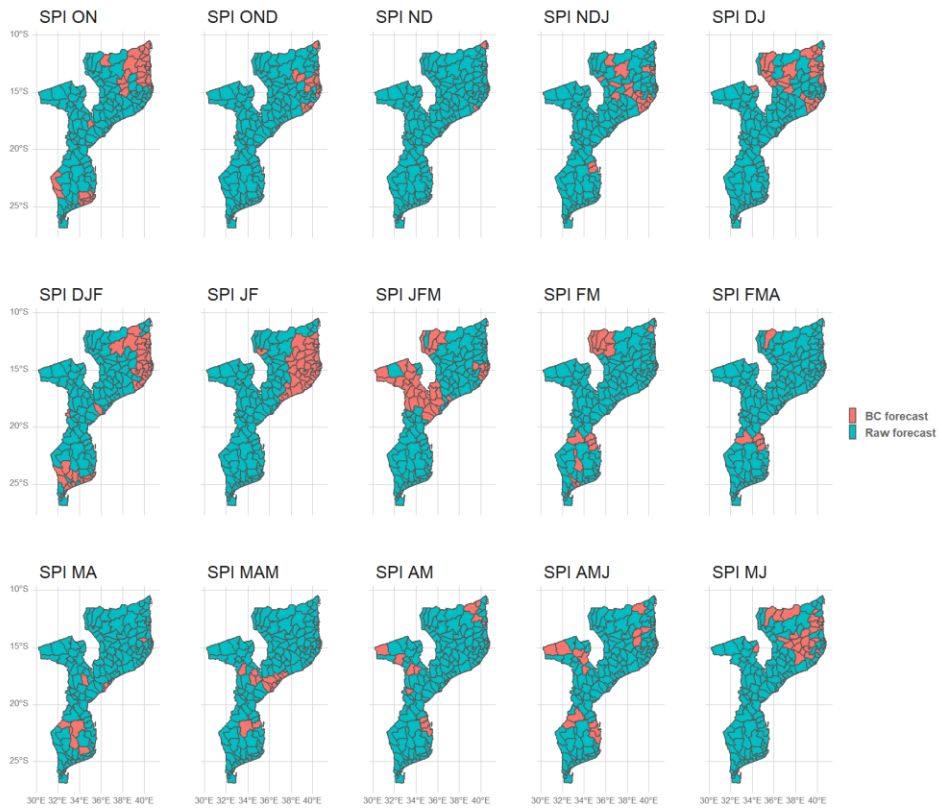 SPI ON SPI OND SPI ND SPI NDJ SPI DJ
10°S
15°S
20°S
25°S
SPI DJF SPI JF SPI JFM SPI FM SPI FMA
10°S
15°S
20°S
25°S
BC forecast
Raw forecast
SPI MA SPI MAM SPI AM SPI AMJ SPI MJ
10°S
15°S
20°S
25°S
30°E 32°E 34°E 36°E 38°E 40°E 30°E 32°E 34°E 36°E 38°E 40°E 30°E 32°E 34°E 36°E 38°E 40°E 30°E 32°E 34°E 36°E 38°E 40°E 30°E 32°E 34°E 36°E 38°E 40°E